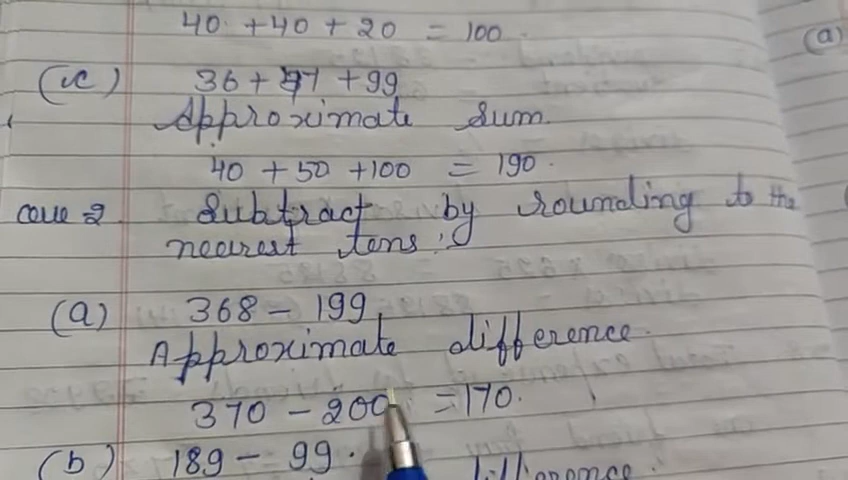 40 + 40 + 20 = 100
(a)
(c) 36 + 47 + 99
Approximate Sum.
40 + 50 + 100 = 190.
2 Subtract by rounding to the
nearest tens:
(a) 368 - 199
Approximate difference.
370 - 200 = 170.
(b) 189 - 99.
difference.